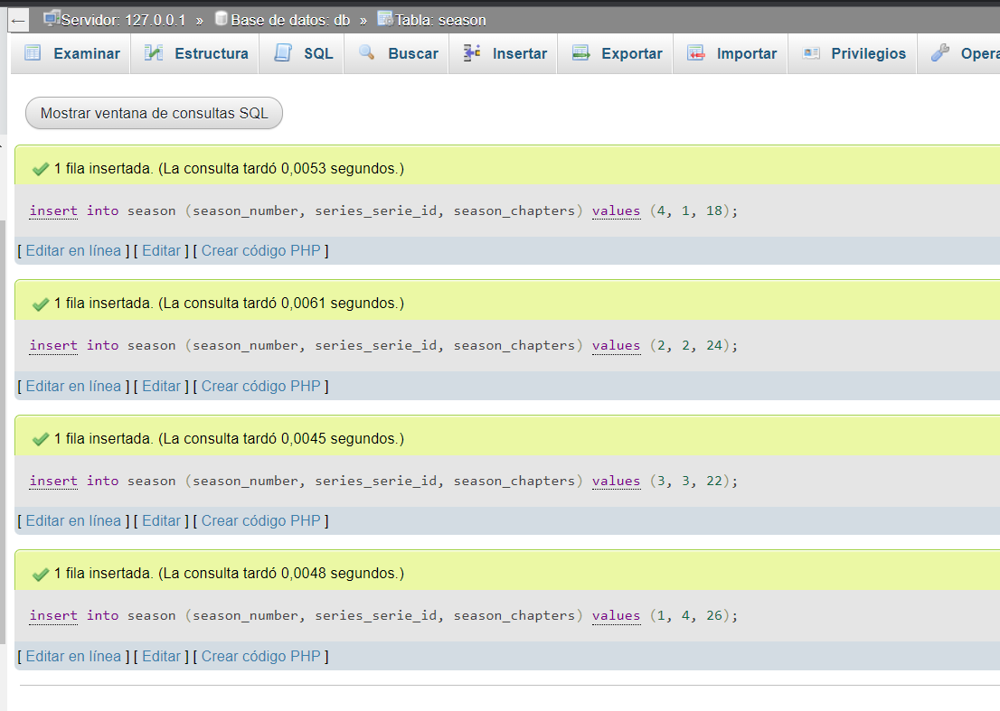 ← Servidor: 127.0.0.1 » Base de datos: db » Tabla: season
Examinar Estructura SQL Buscar Insertar Exportar Importar Privilegios Opera
Mostrar ventana de consultas SQL
1 fila insertada. (La consulta tardó 0,0053 segundos.)
insert into season (season_number, series_serie_id, season_chapters) values (4, 1, 18);
[ Editar en línea ] [ Editar ] [ Crear código PHP ]
1 fila insertada. (La consulta tardó 0,0061 segundos.)
insert into season (season_number, series_serie_id, season_chapters) values (2, 2, 24);
[ Editar en línea ] [ Editar ] [ Crear código PHP ]
1 fila insertada. (La consulta tardó 0,0045 segundos.)
insert into season (season_number, series_serie_id, season_chapters) values (3, 3, 22);
[ Editar en línea ] [ Editar ] [ Crear código PHP ]
1 fila insertada. (La consulta tardó 0,0048 segundos.)
insert into season (season_number, series_serie_id, season_chapters) values (1, 4, 26);
[ Editar en línea ] [ Editar ] [ Crear código PHP ]